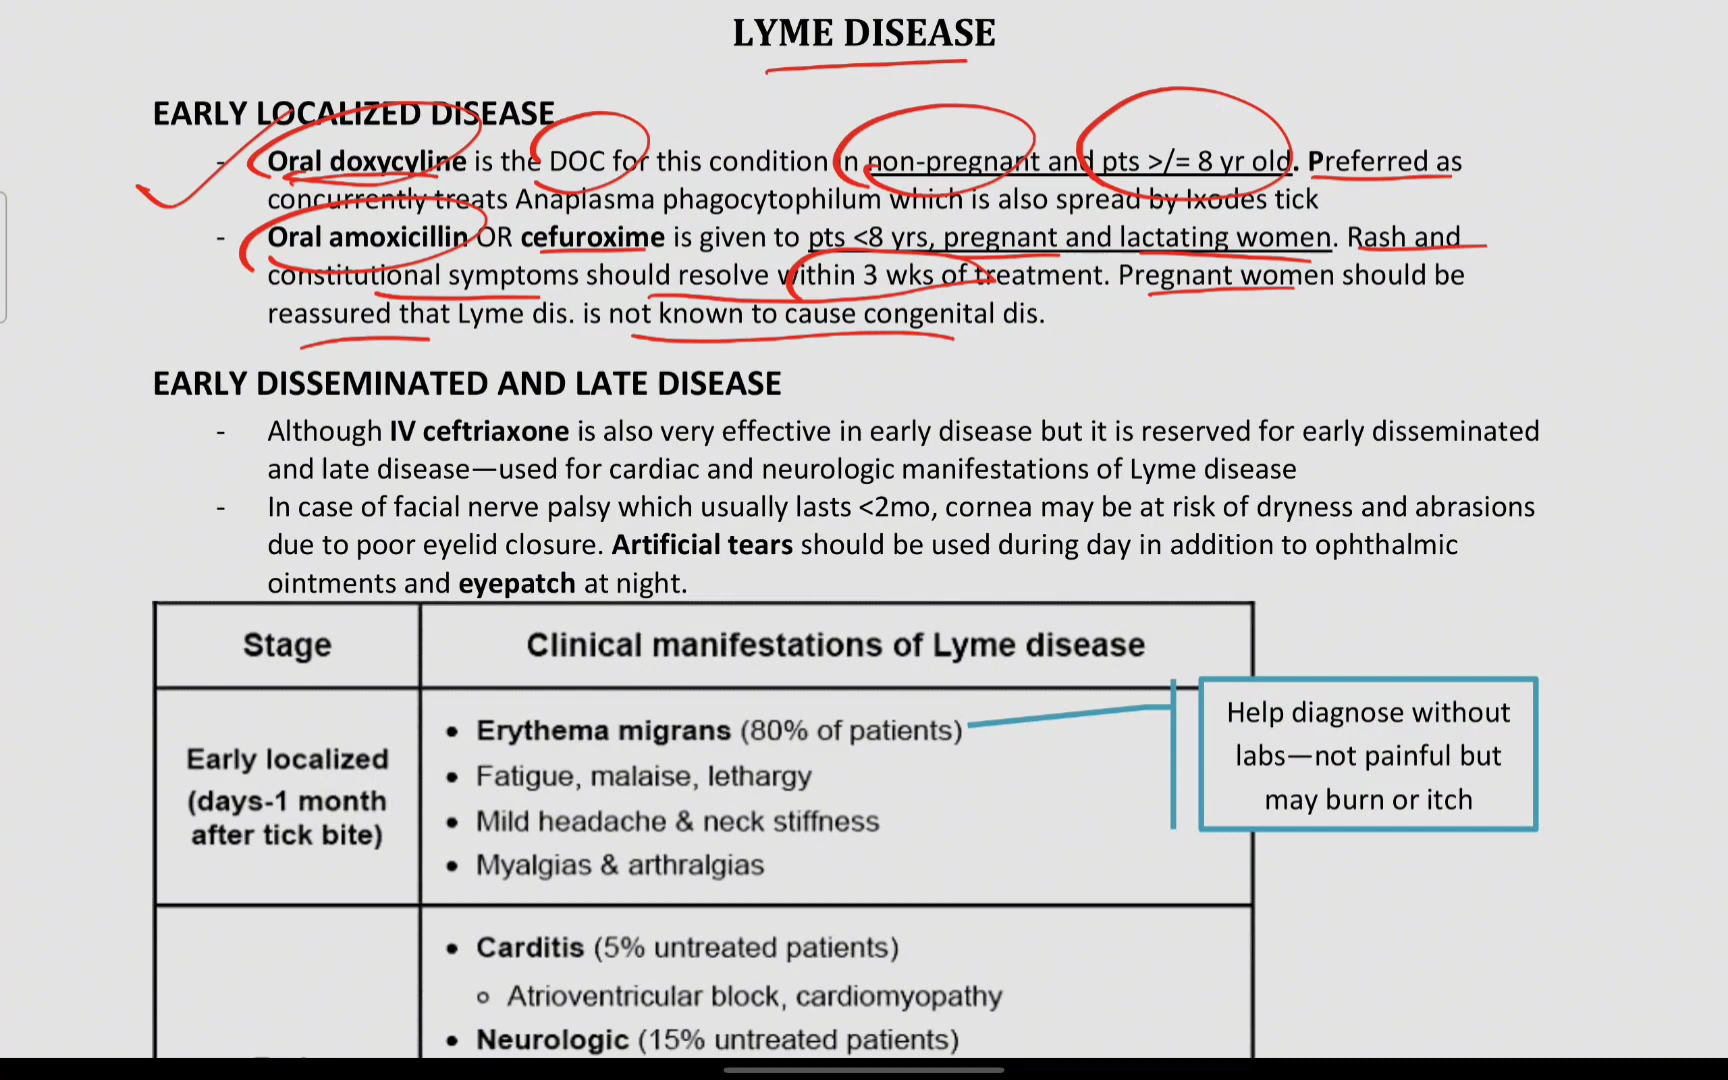 LYME DISEASE
EARLY LOCALIZED DISEASE
- Oral doxycyline is the DOC for this condition in non-pregnant and pts >/= 8 yr old. Preferred as
concurrently treats Anaplasma phagocytophilum which is also spread by Ixodes tick
- Oral amoxicillin OR cefuroxime is given to pts <8 yrs, pregnant and lactating women. Rash and
constitutional symptoms should resolve within 3 wks of treatment. Pregnant women should be
reassured that Lyme dis. is not known to cause congenital dis.
EARLY DISSEMINATED AND LATE DISEASE
- Although IV ceftriaxone is also very effective in early disease but it is reserved for early disseminated
and late disease—used for cardiac and neurologic manifestations of Lyme disease
- In case of facial nerve palsy which usually lasts <2mo, cornea may be at risk of dryness and abrasions
due to poor eyelid closure. Artificial tears should be used during day in addition to ophthalmic
ointments and eyepatch at night.
Stage
Clinical manifestations of Lyme disease
Early localized
(days-1 month
after tick bite)
• Erythema migrans (80% of patients)
• Fatigue, malaise, lethargy
• Mild headache & neck stiffness
• Myalgias & arthralgias
Help diagnose without
labs—not painful but
may burn or itch
• Carditis (5% untreated patients)
o Atrioventricular block, cardiomyopathy
• Neurologic (15% untreated patients)